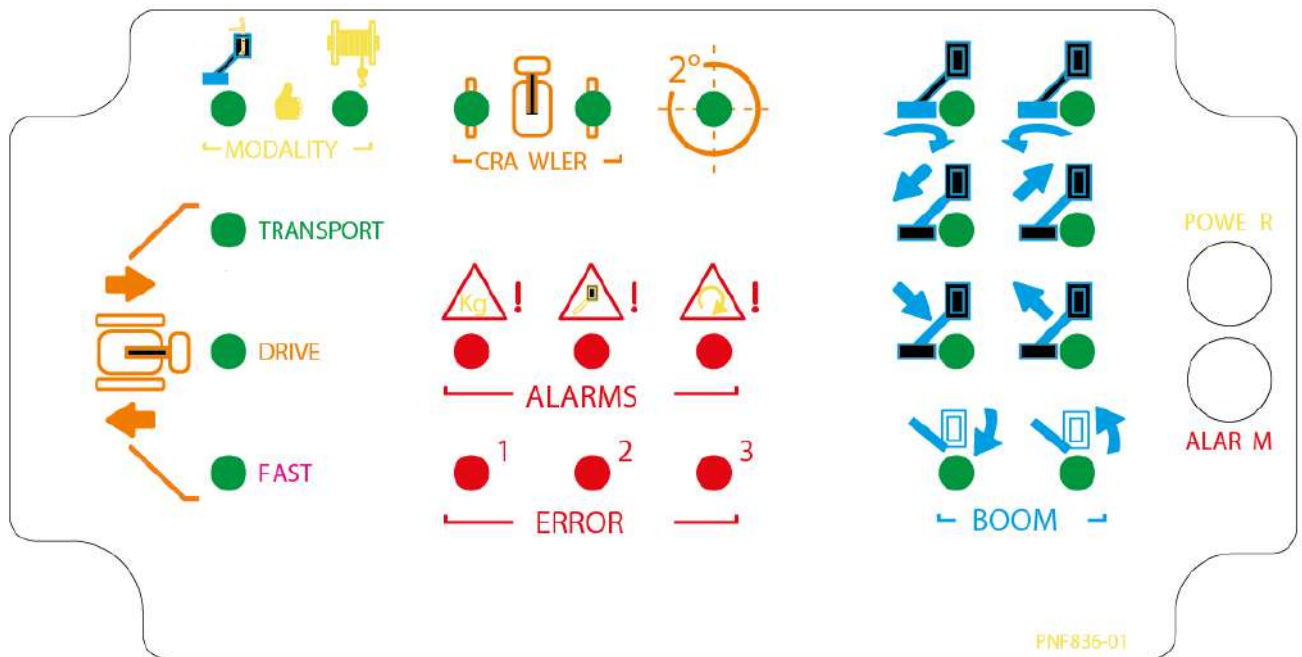 MODALITY
CRA WLER
2°
TRANSPORT
POWE R
Kg ! ! !
DRIVE
ALARMS
ALAR M
1 2 3
FAST
ERROR
BOOM
PNF836-01